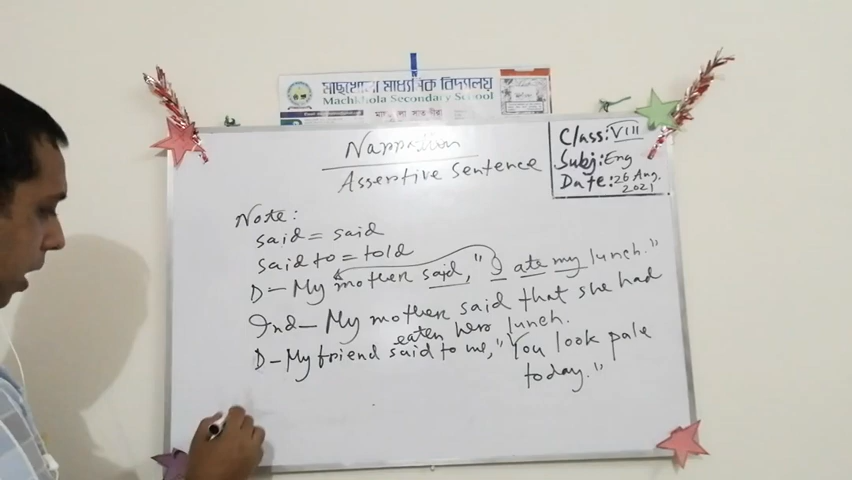 মাছখোলা মাধ্যমিক বিদ্যালয়
Machkhola Secondary School
Narration
Assertive Sentence
Class: VIII
Subj: Eng
Date: 26 Aug. 2021
Note:
said = said
said to = told
D- My mother said, "I ate my lunch."
Ind- My mother said that she had
eaten her lunch.
D- My friend said to me, "You look pale
today."